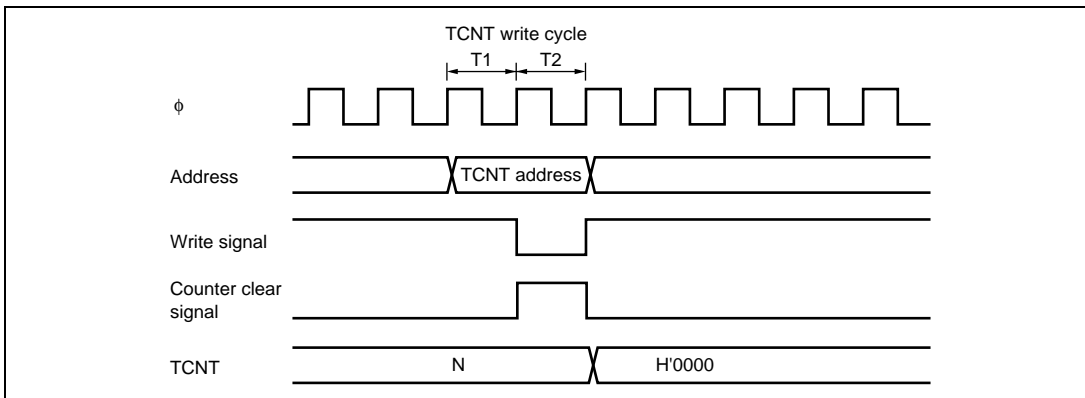 TCNT write cycle
T1 T2
ϕ
Address
TCNT address
Write signal
Counter clear
signal
TCNT
N
H'0000